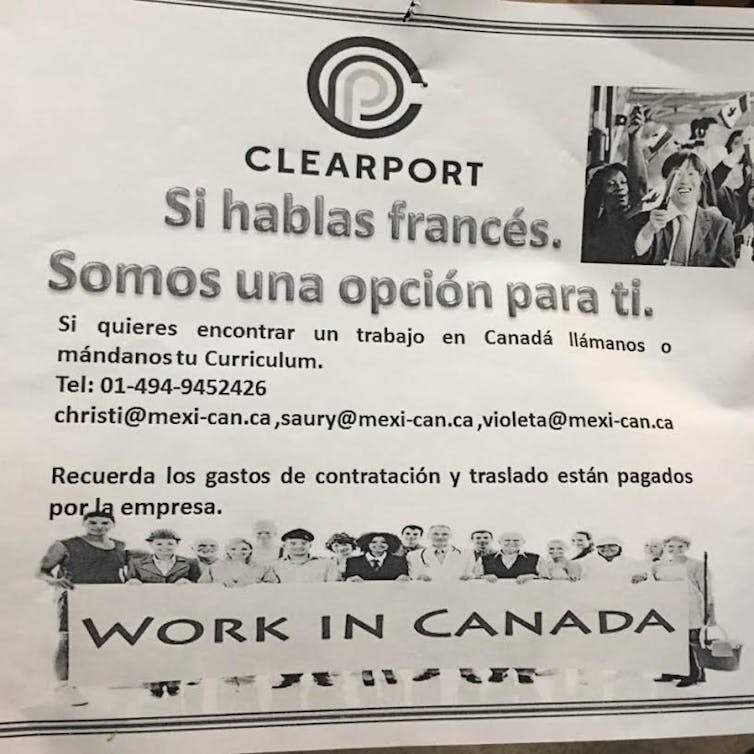 CLEARPORT
Si hablas francés.
Somos una opción para ti.
Si quieres encontrar un trabajo en Canadá llámanos o
mándanos tu Curriculum.
Tel: 01-494-9452426
christi@mexi-can.ca ,saury@mexi-can.ca ,violeta@mexi-can.ca
Recuerda los gastos de contratación y traslado están pagados
por la empresa.
WORK IN CANADA